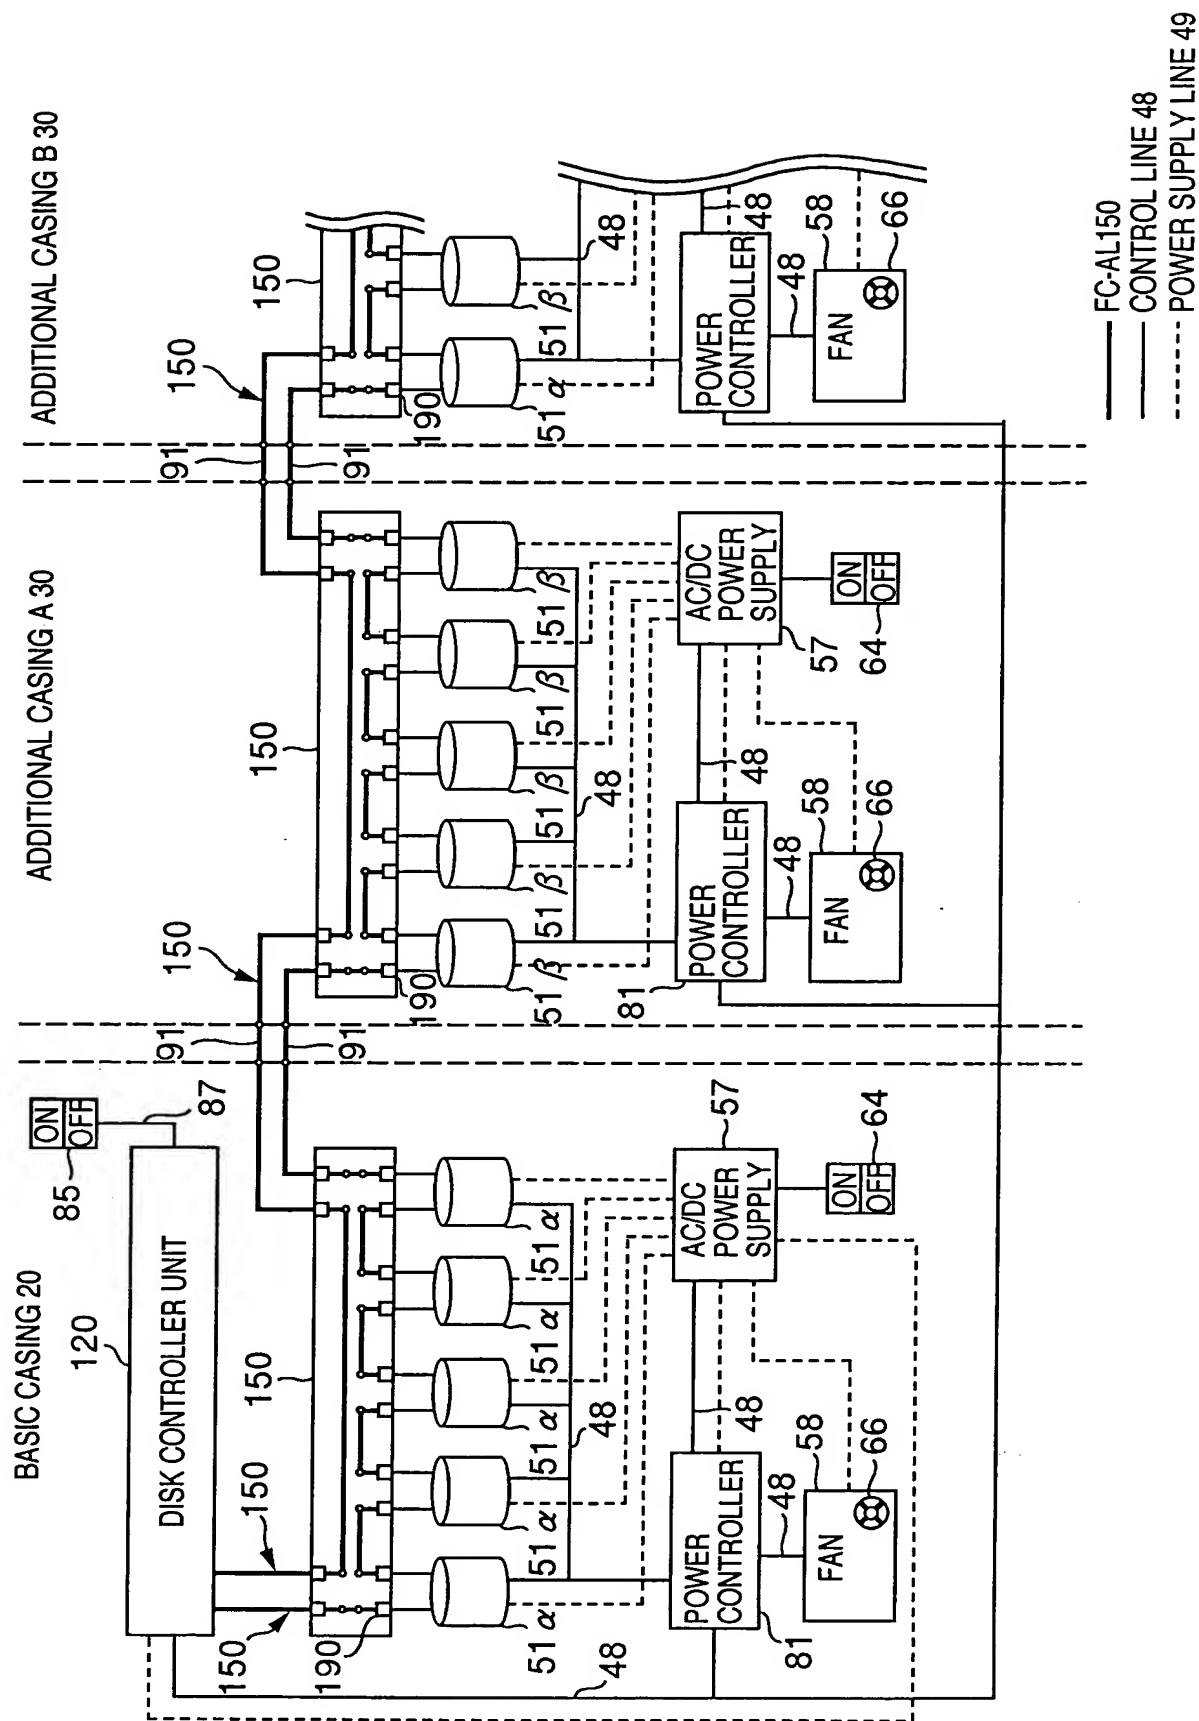 BASIC CASING 20
ADDITIONAL CASING A 30
ADDITIONAL CASING B 30
ON
OFF
85
87
120
DISK CONTROLLER UNIT
150
150
150
190
91
91
150
150
190
91
91
150
150
190
51 α
51 α
51 α
51 α
51 α
48
51 β
51 β
51 β
51 β
51 β
48
51 α
51 β
48
48
POWER
CONTROLLER
81
48
48
AC/DC
POWER
SUPPLY
57
FAN
58
66
ON
OFF
64
POWER
CONTROLLER
81
48
48
AC/DC
POWER
SUPPLY
57
FAN
58
66
ON
OFF
64
POWER
CONTROLLER
48
48
FAN
58
66
FC-AL150
CONTROL LINE 48
POWER SUPPLY LINE 49